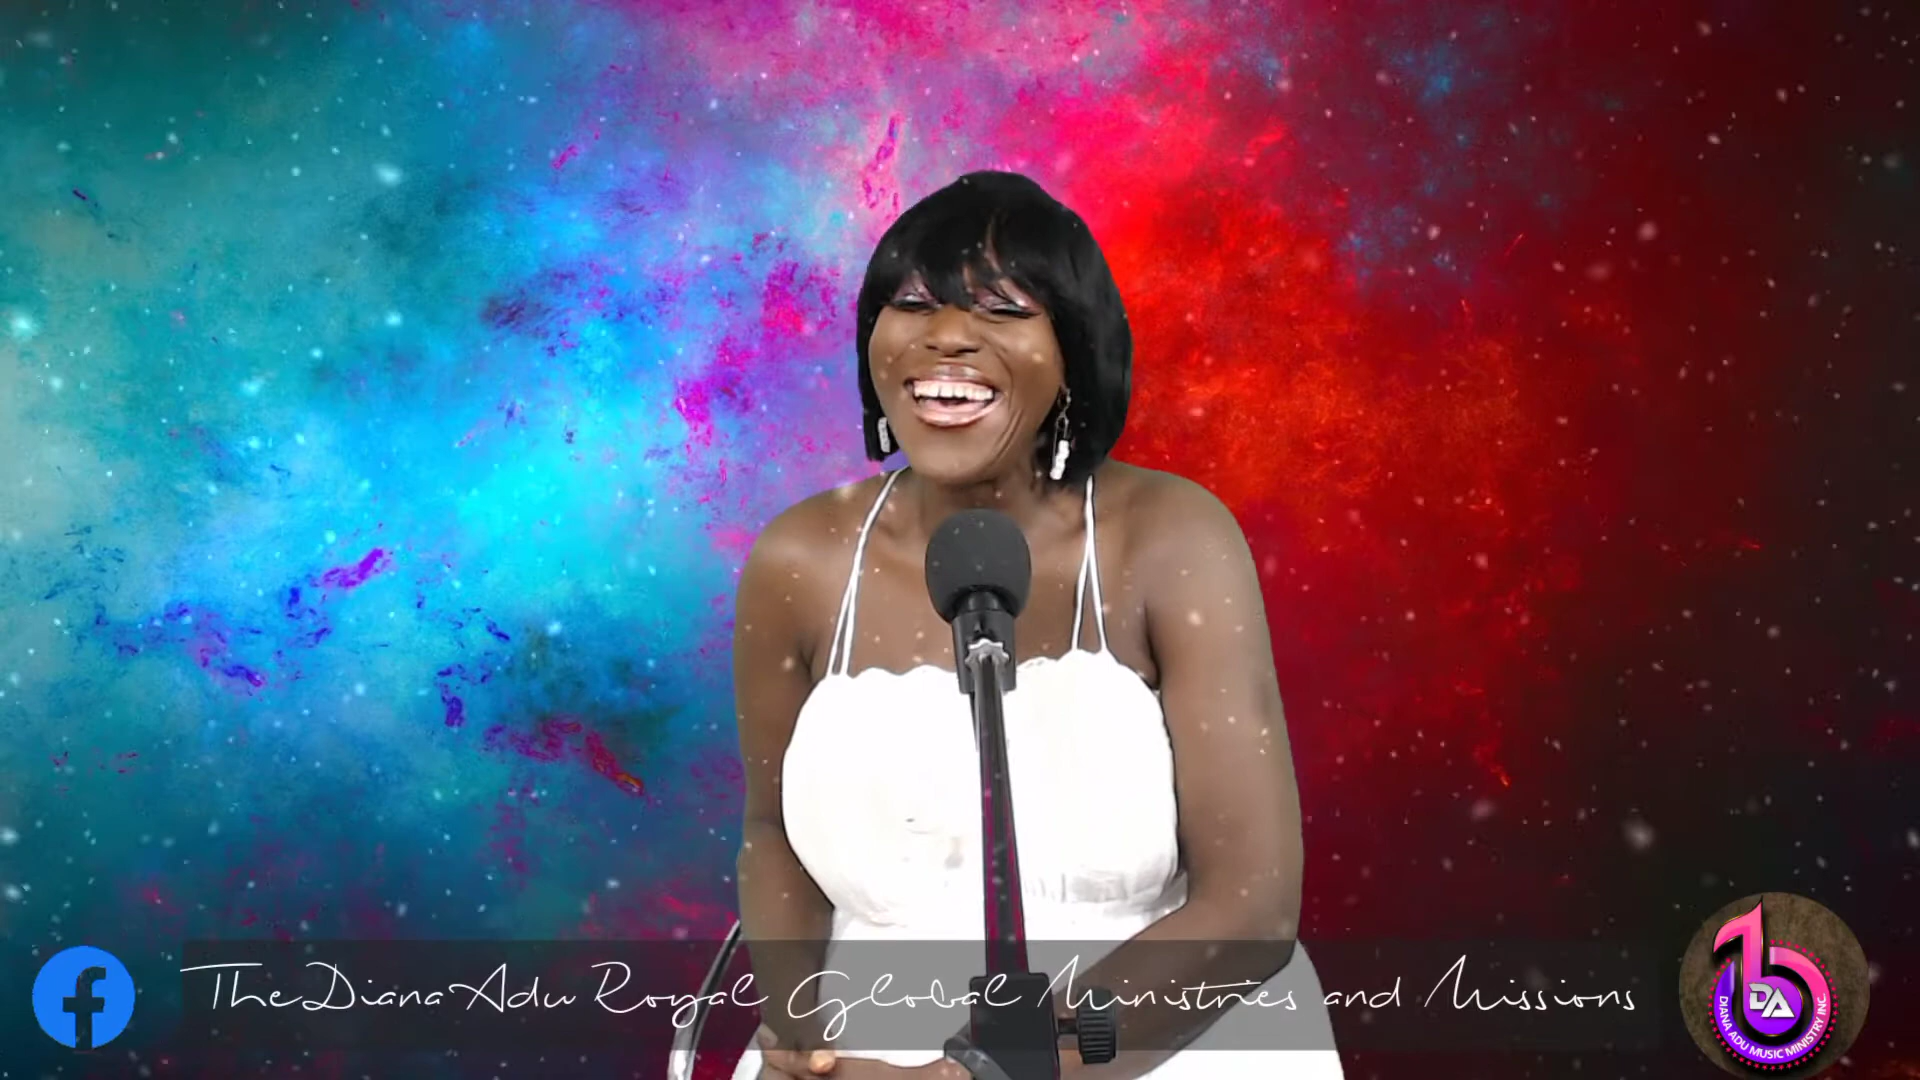 TheDianaAdu Royal Global Ministries and Missions
DA
DIANA ADU MUSIC MINISTRY INC.